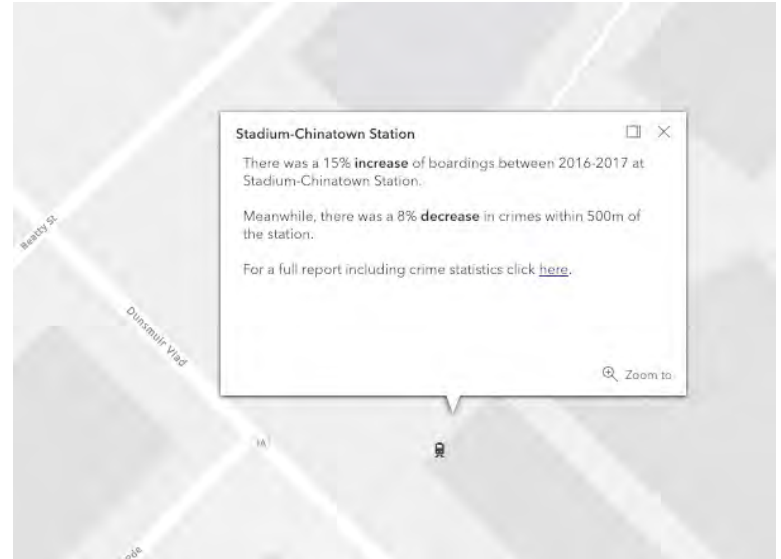 Stadium-Chinatown Station
There was a 15% increase of boardings between 2016-2017 at
Stadium-Chinatown Station.
Meanwhile, there was a 8% decrease in crimes within 500m of
the station.
For a full report including crime statistics click here.
Zoom to
Beatty St
Dunsmuir Viad
1A